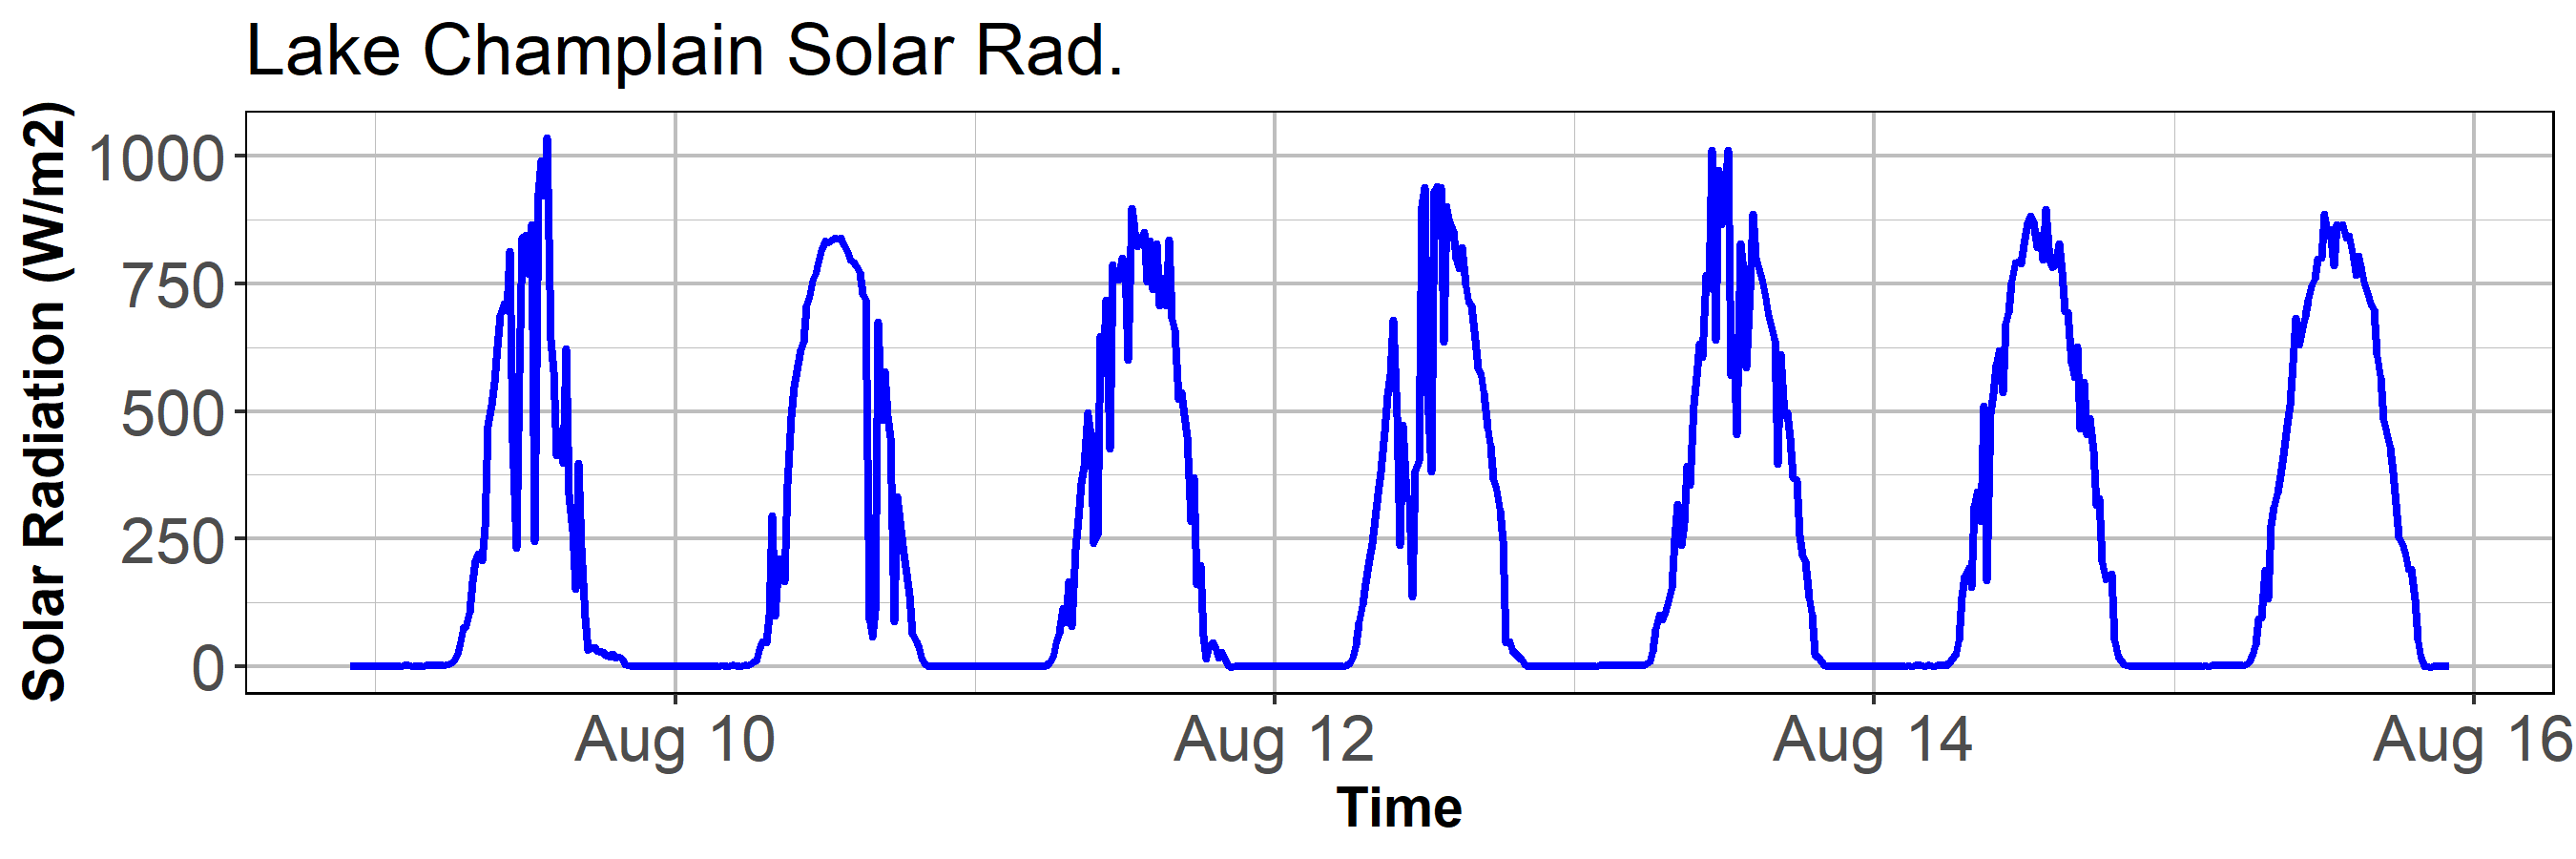 Lake Champlain Solar Rad.
Solar Radiation (W/m2)
1000
750
500
250
0
Aug 10 Aug 12 Aug 14 Aug 16
Time